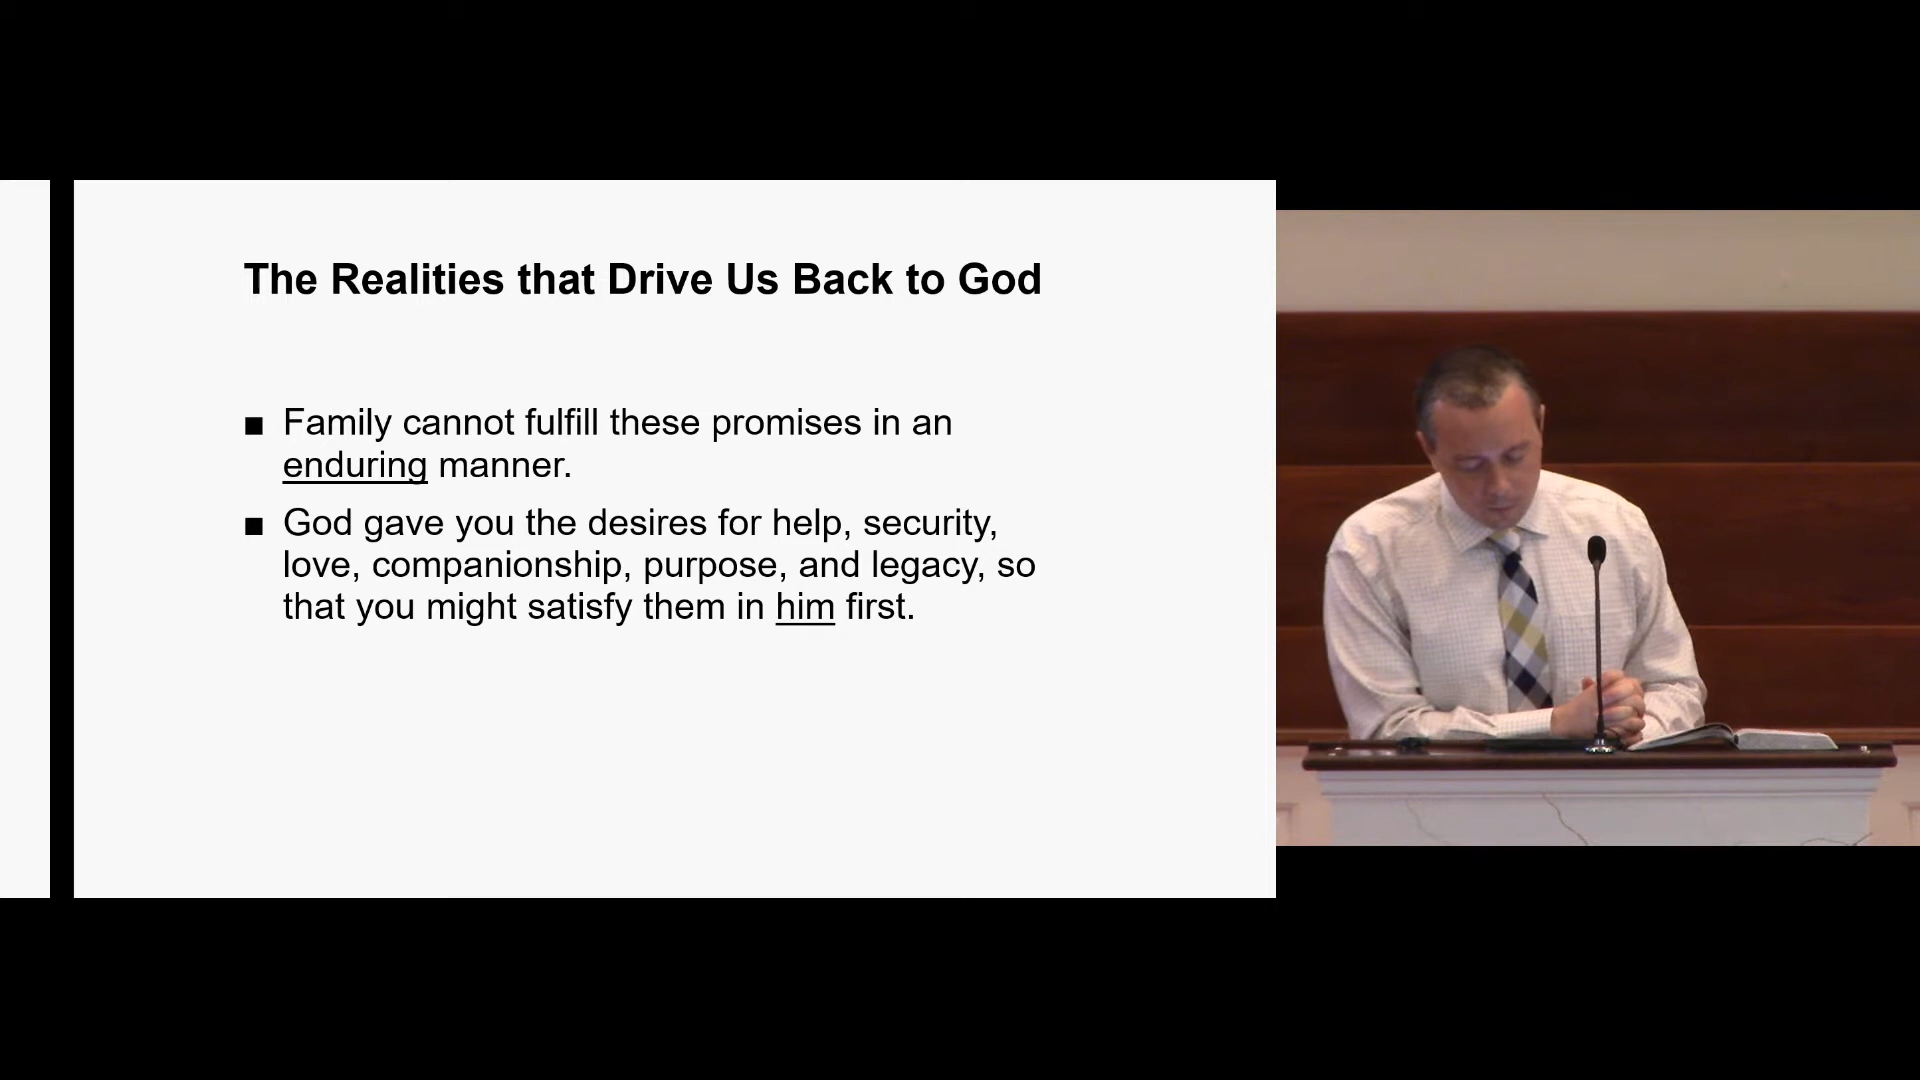 The Realities that Drive Us Back to God
■ Family cannot fulfill these promises in an
enduring manner.
■ God gave you the desires for help, security,
love, companionship, purpose, and legacy, so
that you might satisfy them in him first.